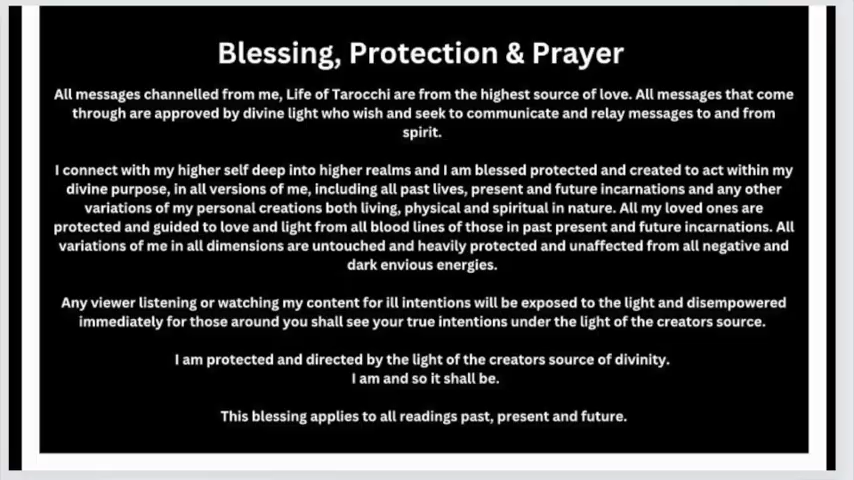 Blessing, Protection & Prayer
All messages channelled from me, Life of Tarocchi are from the highest source of love. All messages that come
through are approved by divine light who wish and seek to communicate and relay messages to and from
spirit.
I connect with my higher self deep into higher realms and I am blessed protected and created to act within my
divine purpose, in all versions of me, including all past lives, present and future incarnations and any other
variations of my personal creations both living, physical and spiritual in nature. All my loved ones are
protected and guided to love and light from all blood lines of those in past present and future incarnations. All
variations of me in all dimensions are untouched and heavily protected and unaffected from all negative and
dark envious energies.
Any viewer listening or watching my content for ill intentions will be exposed to the light and disempowered
immediately for those around you shall see your true intentions under the light of the creators source.
I am protected and directed by the light of the creators source of divinity.
I am and so it shall be.
This blessing applies to all readings past, present and future.